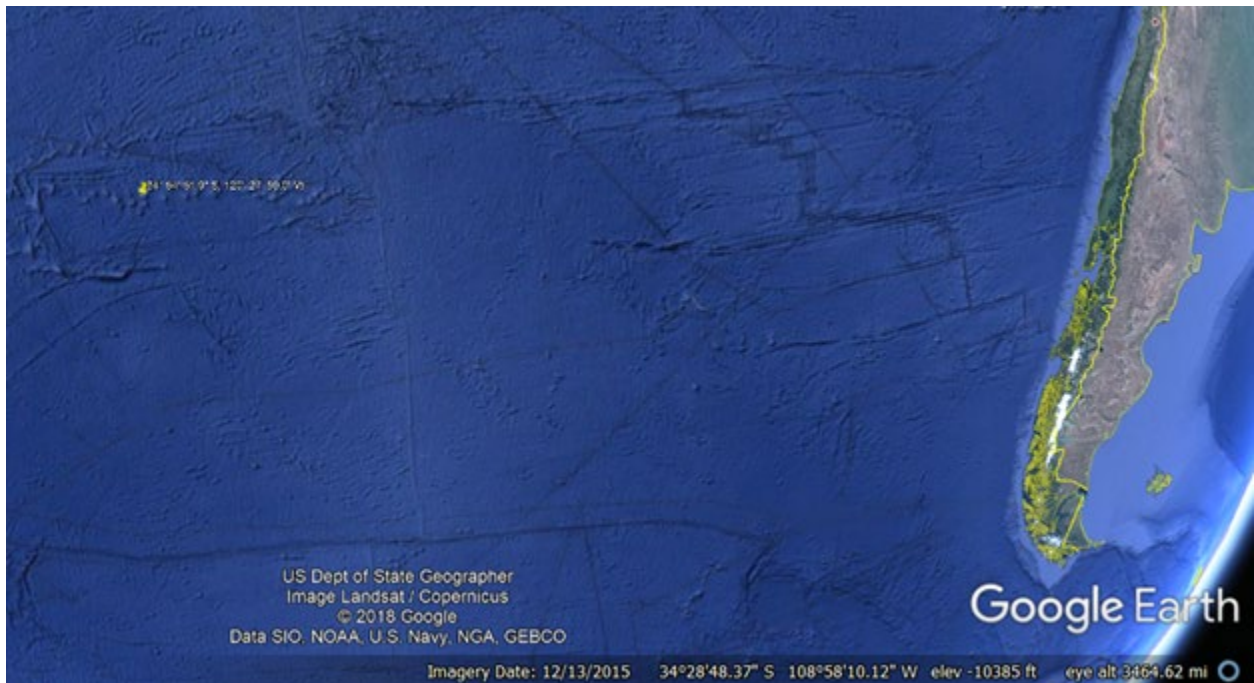 US Dept of State Geographer
Image Landsat / Copernicus
© 2018 Google
Data SIO, NOAA, U.S. Navy, NGA, GEBCO
Google Earth
Imagery Date: 12/13/2015 34°28'48.37" S 108°58'10.12" W elev -10385 ft eye alt 3464.62 mi